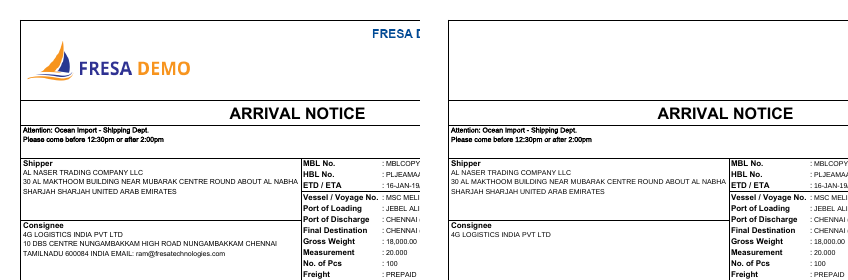 FRESA D
FRESA DEMO
ARRIVAL NOTICE
Attention: Ocean Import - Shipping Dept.
Please come before 12:30pm or after 2:00pm
Shipper
AL NASER TRADING COMPANY LLC
30 AL MAKTHOOM BUILDING NEAR MUBARAK CENTRE ROUND ABOUT AL NABHA
SHARJAH SHARJAH UNITED ARAB EMIRATES
Consignee
4G LOGISTICS INDIA PVT LTD
10 DBS CENTRE NUNGAMBAKKAM HIGH ROAD NUNGAMBAKKAM CHENNAI
TAMILNADU 600084 INDIA EMAIL: ram@fresatechnologies.com
MBL No. : MBLCOPY
HBL No. : PLJEAMAA
ETD / ETA : 16-JAN-19
Vessel / Voyage No. : MSC MELI
Port of Loading : JEBEL ALI
Port of Discharge : CHENNAI
Final Destination : CHENNAI
Gross Weight : 18,000.00
Measurement : 20.000
No. of Pcs : 100
Freight : PREPAID
ARRIVAL NOTICE
Attention: Ocean Import - Shipping Dept.
Please come before 12:30pm or after 2:00pm
Shipper
AL NASER TRADING COMPANY LLC
30 AL MAKTHOOM BUILDING NEAR MUBARAK CENTRE ROUND ABOUT AL NABHA
SHARJAH SHARJAH UNITED ARAB EMIRATES
Consignee
4G LOGISTICS INDIA PVT LTD
MBL No. : MBLCOPY
HBL No. : PLJEAMA
ETD / ETA : 16-JAN-19
Vessel / Voyage No. : MSC MELI
Port of Loading : JEBEL ALI
Port of Discharge : CHENNAI
Final Destination : CHENNAI
Gross Weight : 18,000.00
Measurement : 20.000
No. of Pcs : 100
Freight : PREPAID